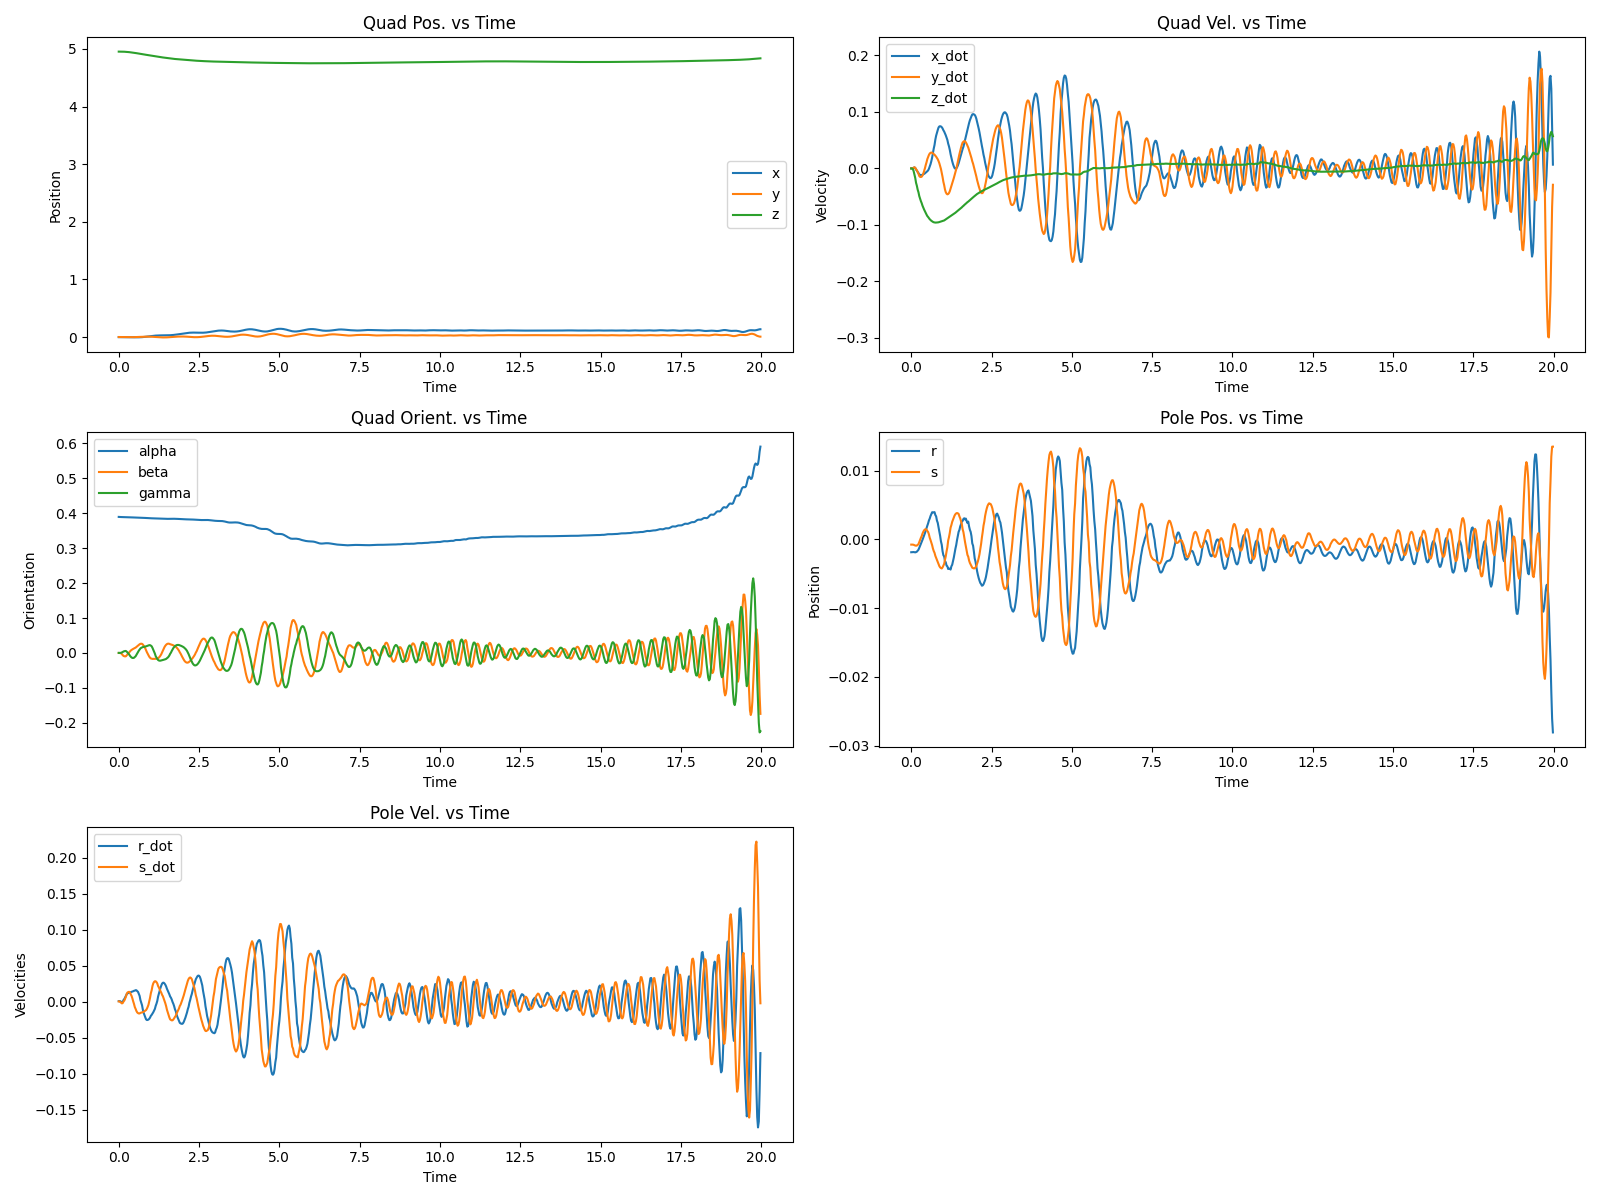 Quad Pos. vs Time
5
4
3
2
1
0
Position
x
y
z
0.0 2.5 5.0 7.5 10.0 12.5 15.0 17.5 20.0
Time
Quad Vel. vs Time
0.2
0.1
0.0
−0.1
−0.2
−0.3
Velocity
x_dot
y_dot
z_dot
0.0 2.5 5.0 7.5 10.0 12.5 15.0 17.5 20.0
Time
Quad Orient. vs Time
0.6
0.5
0.4
0.3
0.2
0.1
0.0
−0.1
−0.2
Orientation
alpha
beta
gamma
0.0 2.5 5.0 7.5 10.0 12.5 15.0 17.5 20.0
Time
Pole Pos. vs Time
0.01
0.00
−0.01
−0.02
−0.03
Position
r
s
0.0 2.5 5.0 7.5 10.0 12.5 15.0 17.5 20.0
Time
Pole Vel. vs Time
0.20
0.15
0.10
0.05
0.00
−0.05
−0.10
−0.15
Velocities
r_dot
s_dot
0.0 2.5 5.0 7.5 10.0 12.5 15.0 17.5 20.0
Time